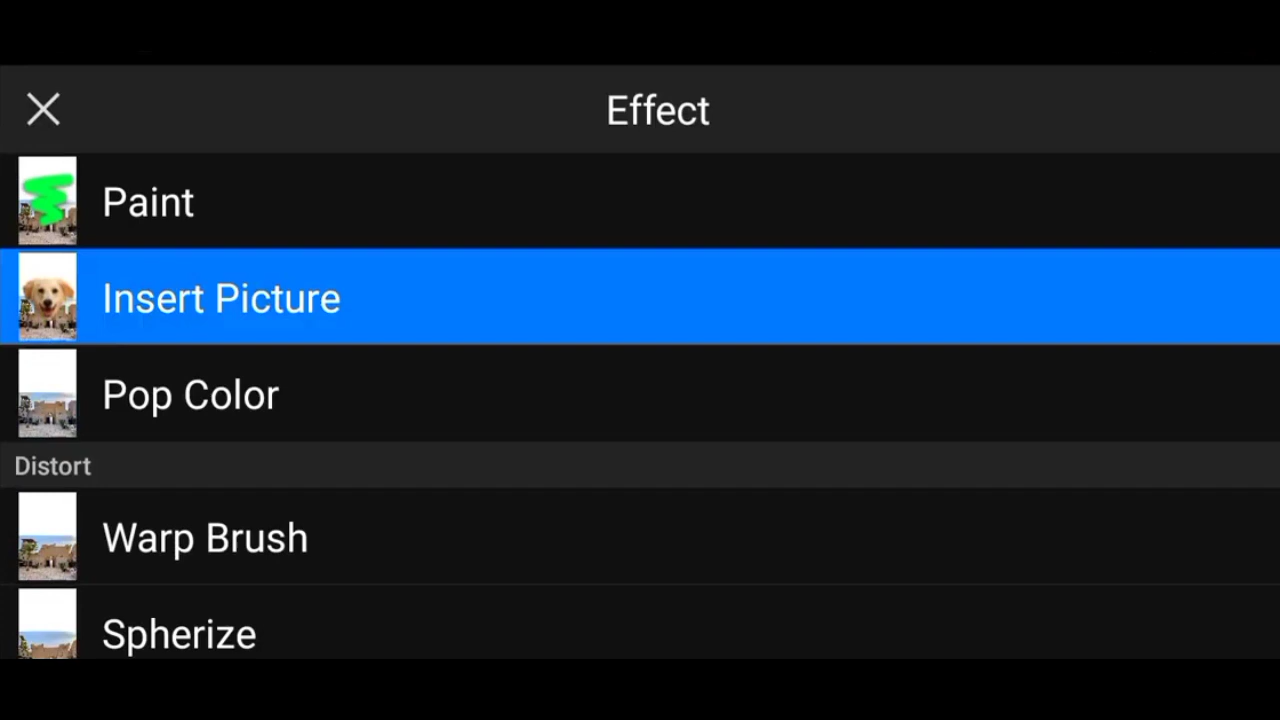 Effect
Paint
Insert Picture
Pop Color
Distort
Warp Brush
Spherize